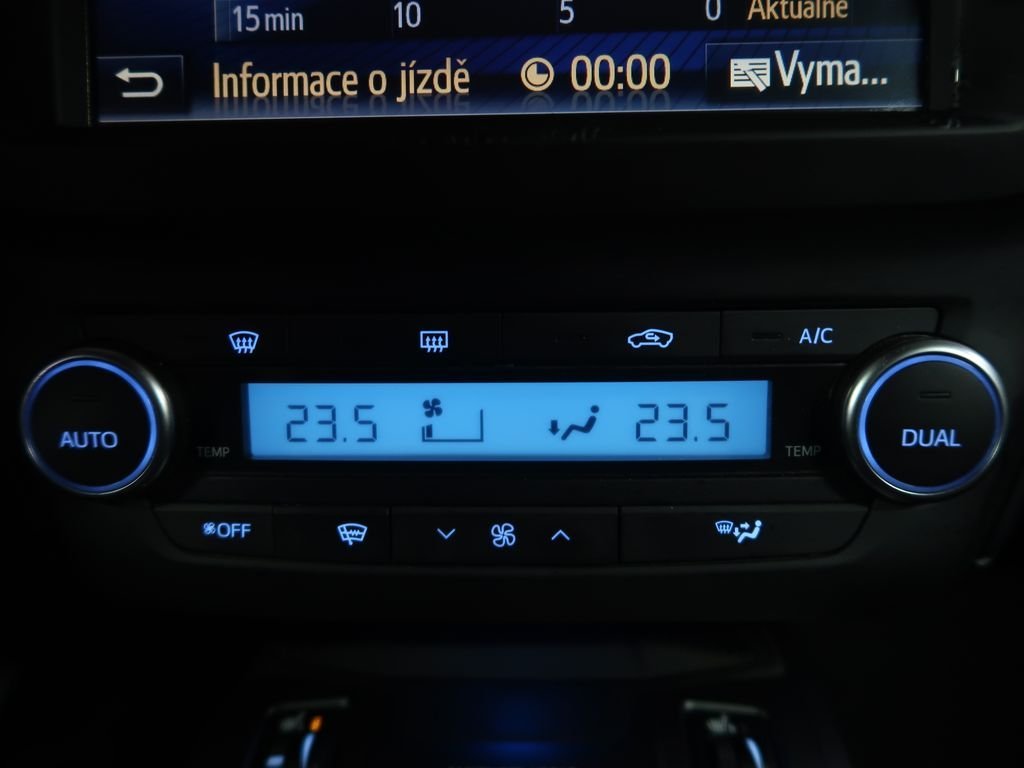 15 min 10 5 0 Aktuálně
Informace o jízdě 00:00 Vyma...
A/C
AUTO TEMP 23.5 23.5 TEMP DUAL
OFF